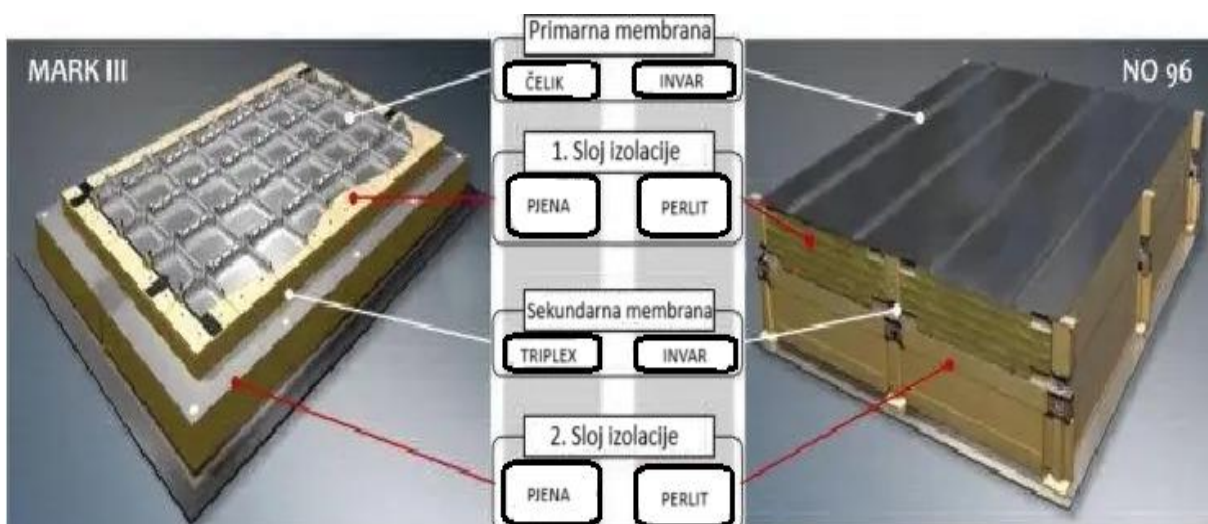 Primarna membrana
MARK III
NO 96
ČELIK
INVAR
1. Sloj izolacije
PJENA
PERLIT
Sekundarna membrana
TRIPLEX
INVAR
2. Sloj izolacije
PJENA
PERLIT